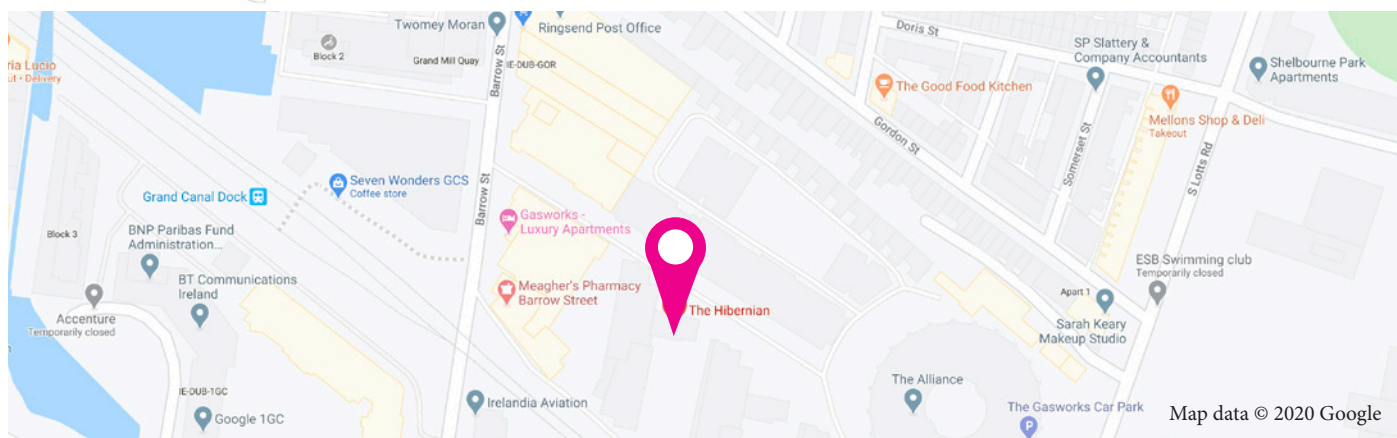 Twomey Moran
Ringsend Post Office
Doris St
SP Slattery &
Company Accountants
Shelbourne Park
Apartments
ria Lucio
ut • Delivery
Block 2
Grand Mill Quay
Barrow St
IE-DUB-GOR
The Good Food Kitchen
Mellons Shop & Deli
Takeout
Gordon St
Somerset St
S Lotts Rd
Seven Wonders GCS
Coffee store
Grand Canal Dock
Barrow St
Block 3
BNP Paribas Fund
Administration...
Gasworks -
Luxury Apartments
BT Communications
Ireland
Meagher's Pharmacy
Barrow Street
The Hibernian
ESB Swimming club
Temporarily closed
Apart 1
Accenture
Temporarily closed
Sarah Keary
Makeup Studio
IE-DUB-1GC
Google 1GC
Irelandia Aviation
The Alliance
The Gasworks Car Park
P
Map data © 2020 Google